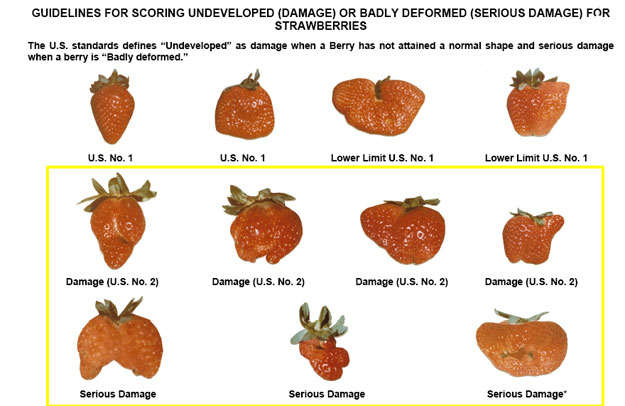 GUIDELINES FOR SCORING UNDEVELOPED (DAMAGE) OR BADLY DEFORMED (SERIOUS DAMAGE) FOR
STRAWBERRIES
The U.S. standards defines “Undeveloped” as damage when a Berry has not attained a normal shape and serious damage
when a berry is “Badly deformed.”
U.S. No. 1 U.S. No. 1 Lower Limit U.S. No. 1 Lower Limit U.S. No. 1
Damage (U.S. No. 2) Damage (U.S. No. 2) Damage (U.S. No. 2) Damage (U.S. No. 2)
Serious Damage Serious Damage Serious Damage*